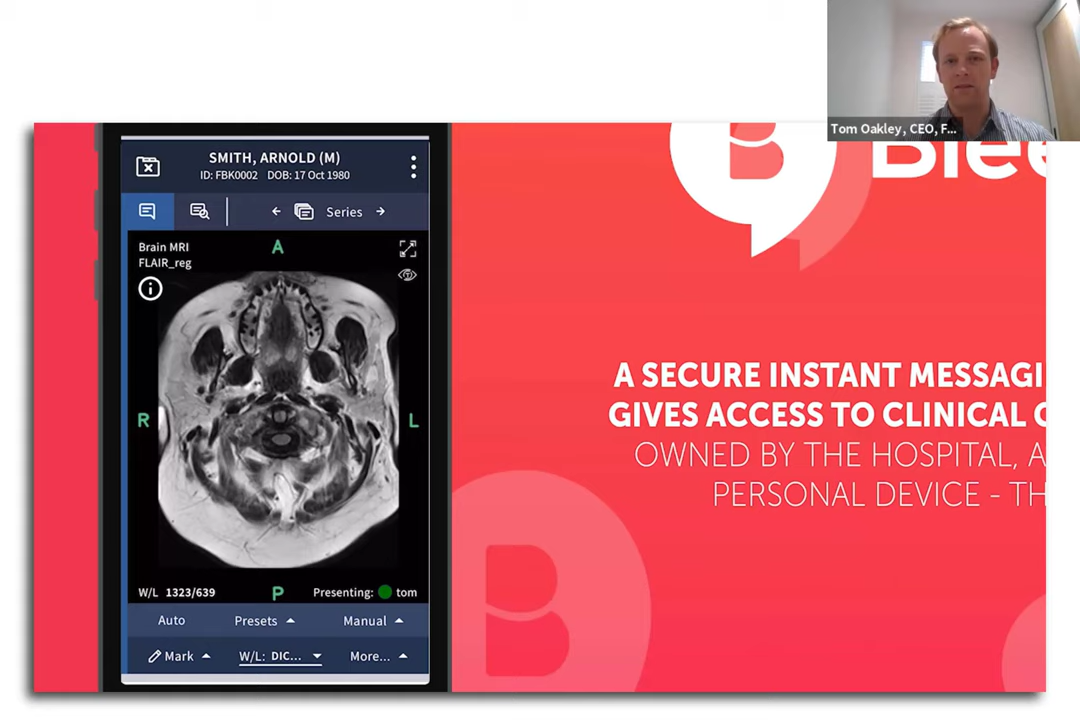 Tom Oakley, CEO, F...
SMITH, ARNOLD (M)
ID: FBK0002 DOB: 17 Oct 1980
Series
Brain MRI
FLAIR_reg
A
R
L
P
W/L 1323/639
Presenting: tom
Auto
Presets
Manual
Mark
W/L: DIC...
More...
B
Blee
A SECURE INSTANT MESSAGI
GIVES ACCESS TO CLINICAL
OWNED BY THE HOSPITAL, A
PERSONAL DEVICE - TH
B